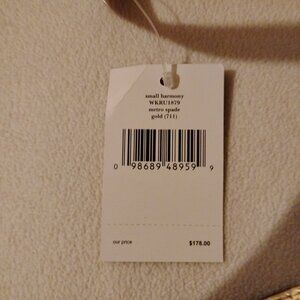 small harmony
WKRU1879
metro spade
gold (711)
0 98689 48959 9
our price $178.00